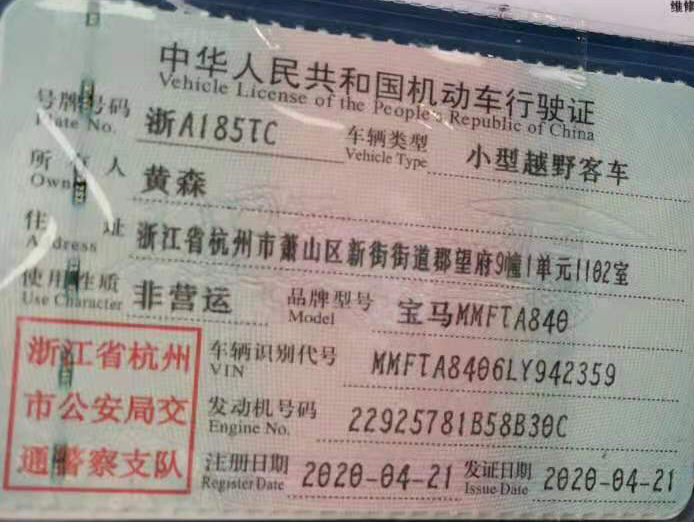 维修
中华人民共和国机动车行驶证
Vehicle License of the People's Republic of China
号牌号码 浙A185TC 车辆类型 小型越野客车
Plate No. Vehicle Type
所有人 黄森
Owner
住址 浙江省杭州市萧山区新街街道郡望府9幢1单元1102室
Address
使用性质 非营运 品牌型号 宝马MMFTA840
Use Character Model
浙江省杭州
市公安局交
通警察支队
车辆识别代号 MMFTA8406LY942359
VIN
发动机号码 22925781B58B30C
Engine No.
注册日期 2020-04-21 发证日期 2020-04-21
Register Date Issue Date